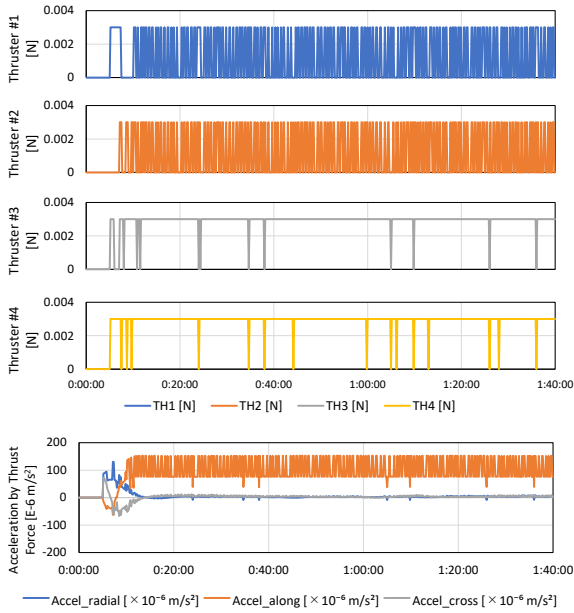 Thruster #1
[N]
0.004
0.002
0
Thruster #2
[N]
0.004
0.002
0
Thruster #3
[N]
0.004
0.002
0
Thruster #4
[N]
0.004
0.002
0
0:00:00 0:20:00 0:40:00 1:00:00 1:20:00 1:40:00
TH1 [N] TH2 [N] TH3 [N] TH4 [N]
Acceleration by Thrust
Force [E-6 m/s²]
200
100
0
-100
-200
0:00:00 0:20:00 0:40:00 1:00:00 1:20:00 1:40:00
Accel_radial [×10⁻⁶ m/s²] Accel_along [×10⁻⁶ m/s²] Accel_cross [×10⁻⁶ m/s²]